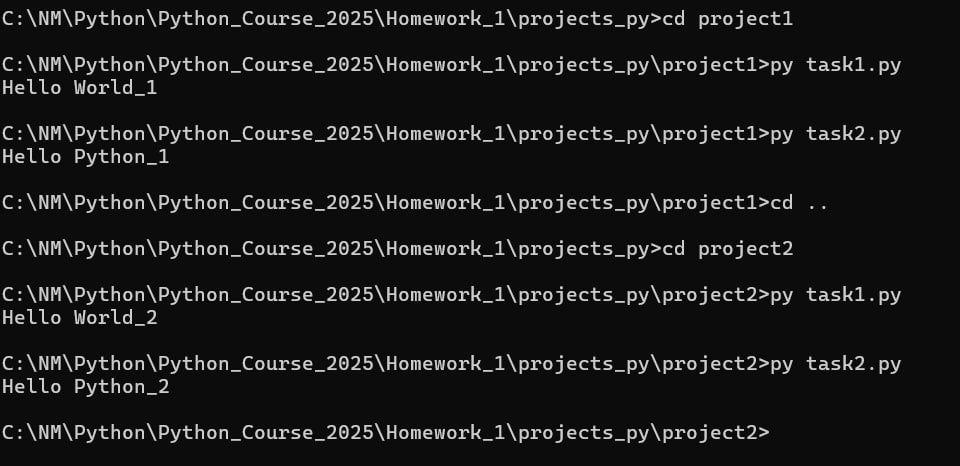 C:\NM\Python\Python_Course_2025\Homework_1\projects_py>cd project1
C:\NM\Python\Python_Course_2025\Homework_1\projects_py\project1>py task1.py
Hello World_1
C:\NM\Python\Python_Course_2025\Homework_1\projects_py\project1>py task2.py
Hello Python_1
C:\NM\Python\Python_Course_2025\Homework_1\projects_py\project1>cd ..
C:\NM\Python\Python_Course_2025\Homework_1\projects_py>cd project2
C:\NM\Python\Python_Course_2025\Homework_1\projects_py\project2>py task1.py
Hello World_2
C:\NM\Python\Python_Course_2025\Homework_1\projects_py\project2>py task2.py
Hello Python_2
C:\NM\Python\Python_Course_2025\Homework_1\projects_py\project2>